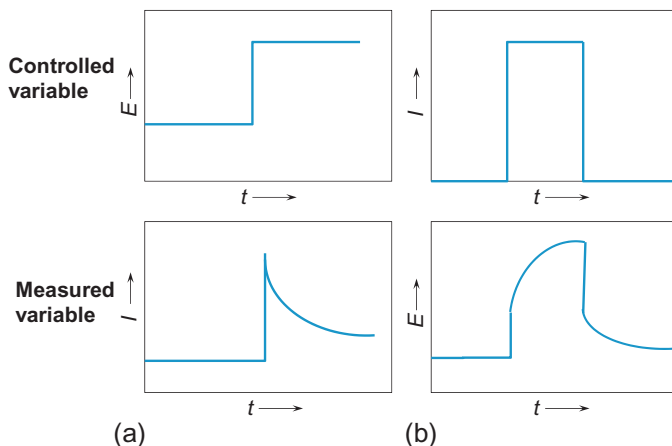 Controlled
variable
E
t
I
t
Measured
variable
I
t
E
t
(a)
(b)